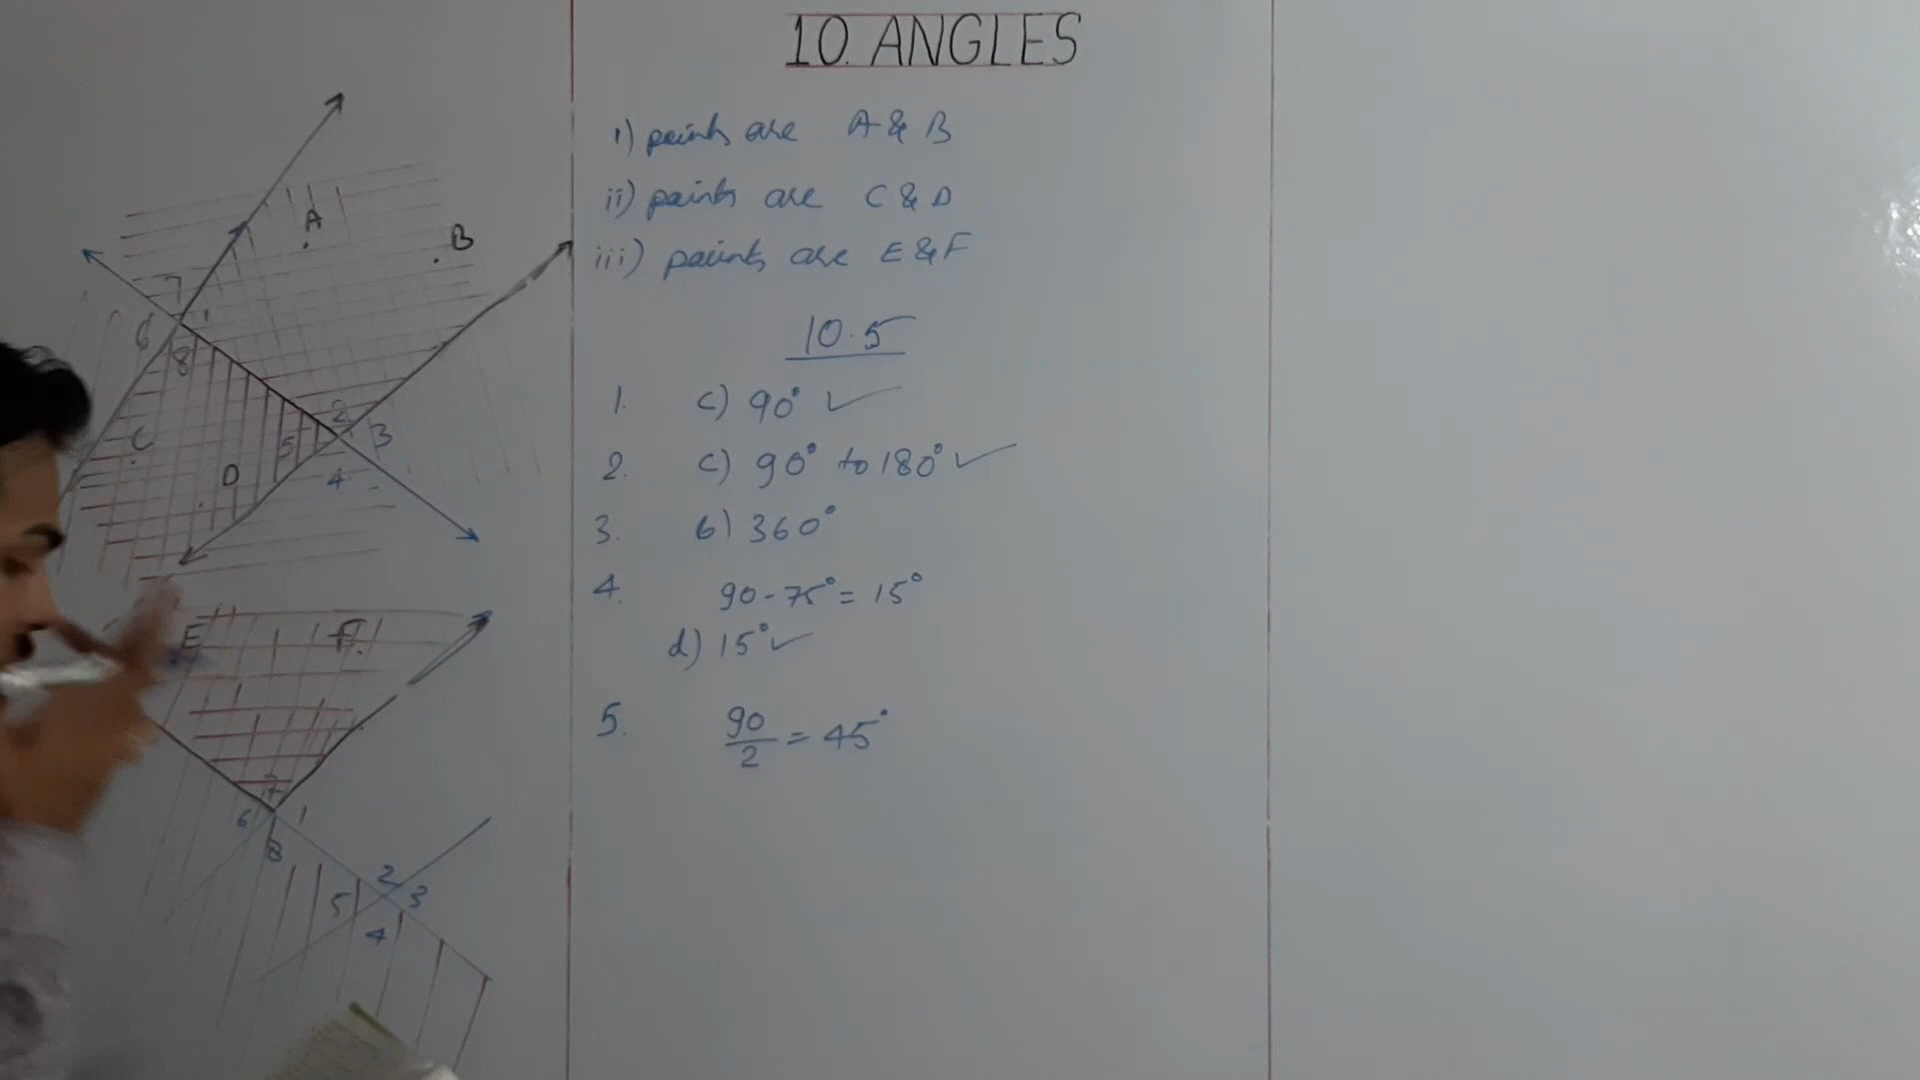 10. ANGLES
i) points are A & B
ii) points are C & D
iii) points are E & F
10.5
1. c) 90° ✓
2. c) 90° to 180° ✓
3. b) 360°
4. 90 - 75° = 15°
d) 15° ✓
5. 90/2 = 45°
A
B
7
6 1
8
2
C 5 3
D 4
E F
7
6 1
8
2
5 3
4